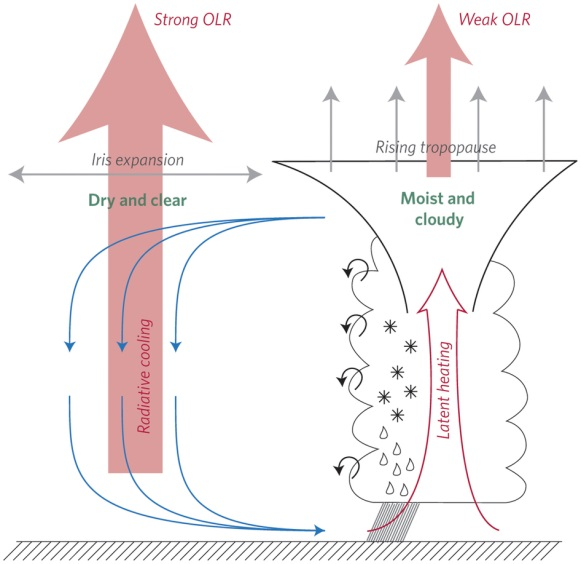 Strong OLR
Weak OLR
Iris expansion
Rising tropopause
Dry and clear
Moist and
cloudy
Radiative cooling
Latent heating